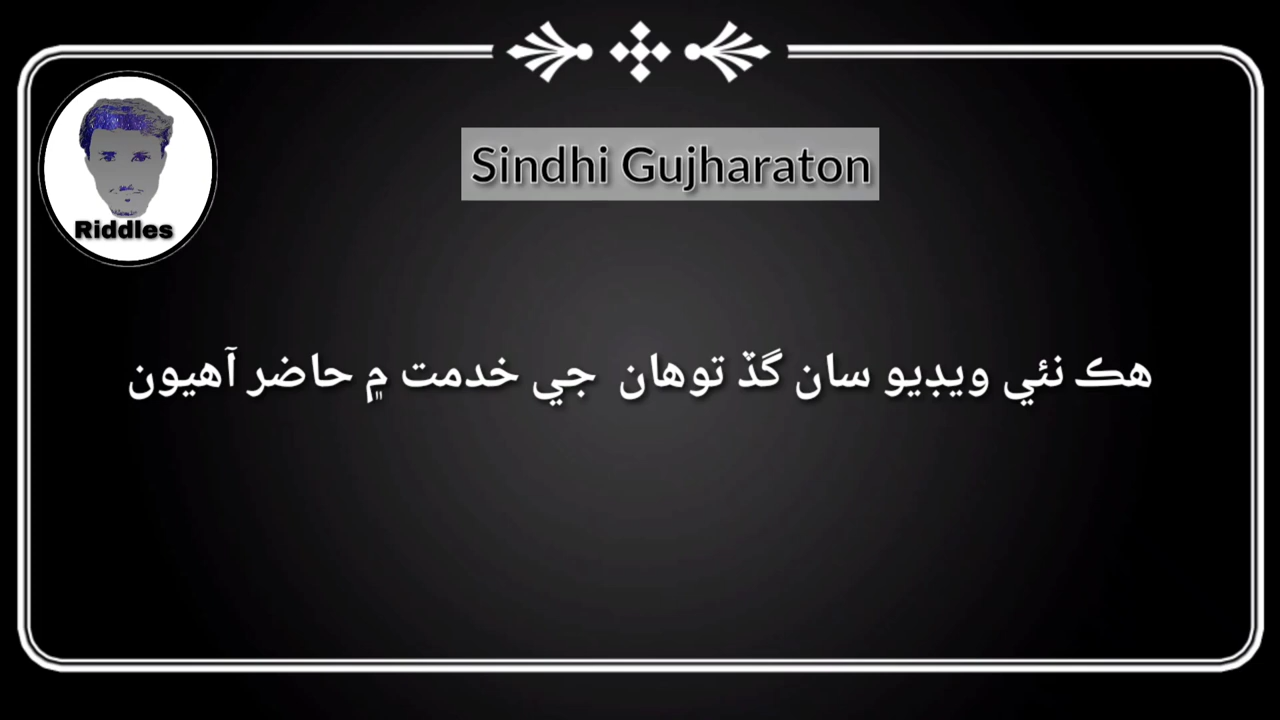 Sindhi Gujharaton
Riddles
هڪ نئي ويڊيو سان گڏ توهان جي خدمت ۾ حاضر آهيون